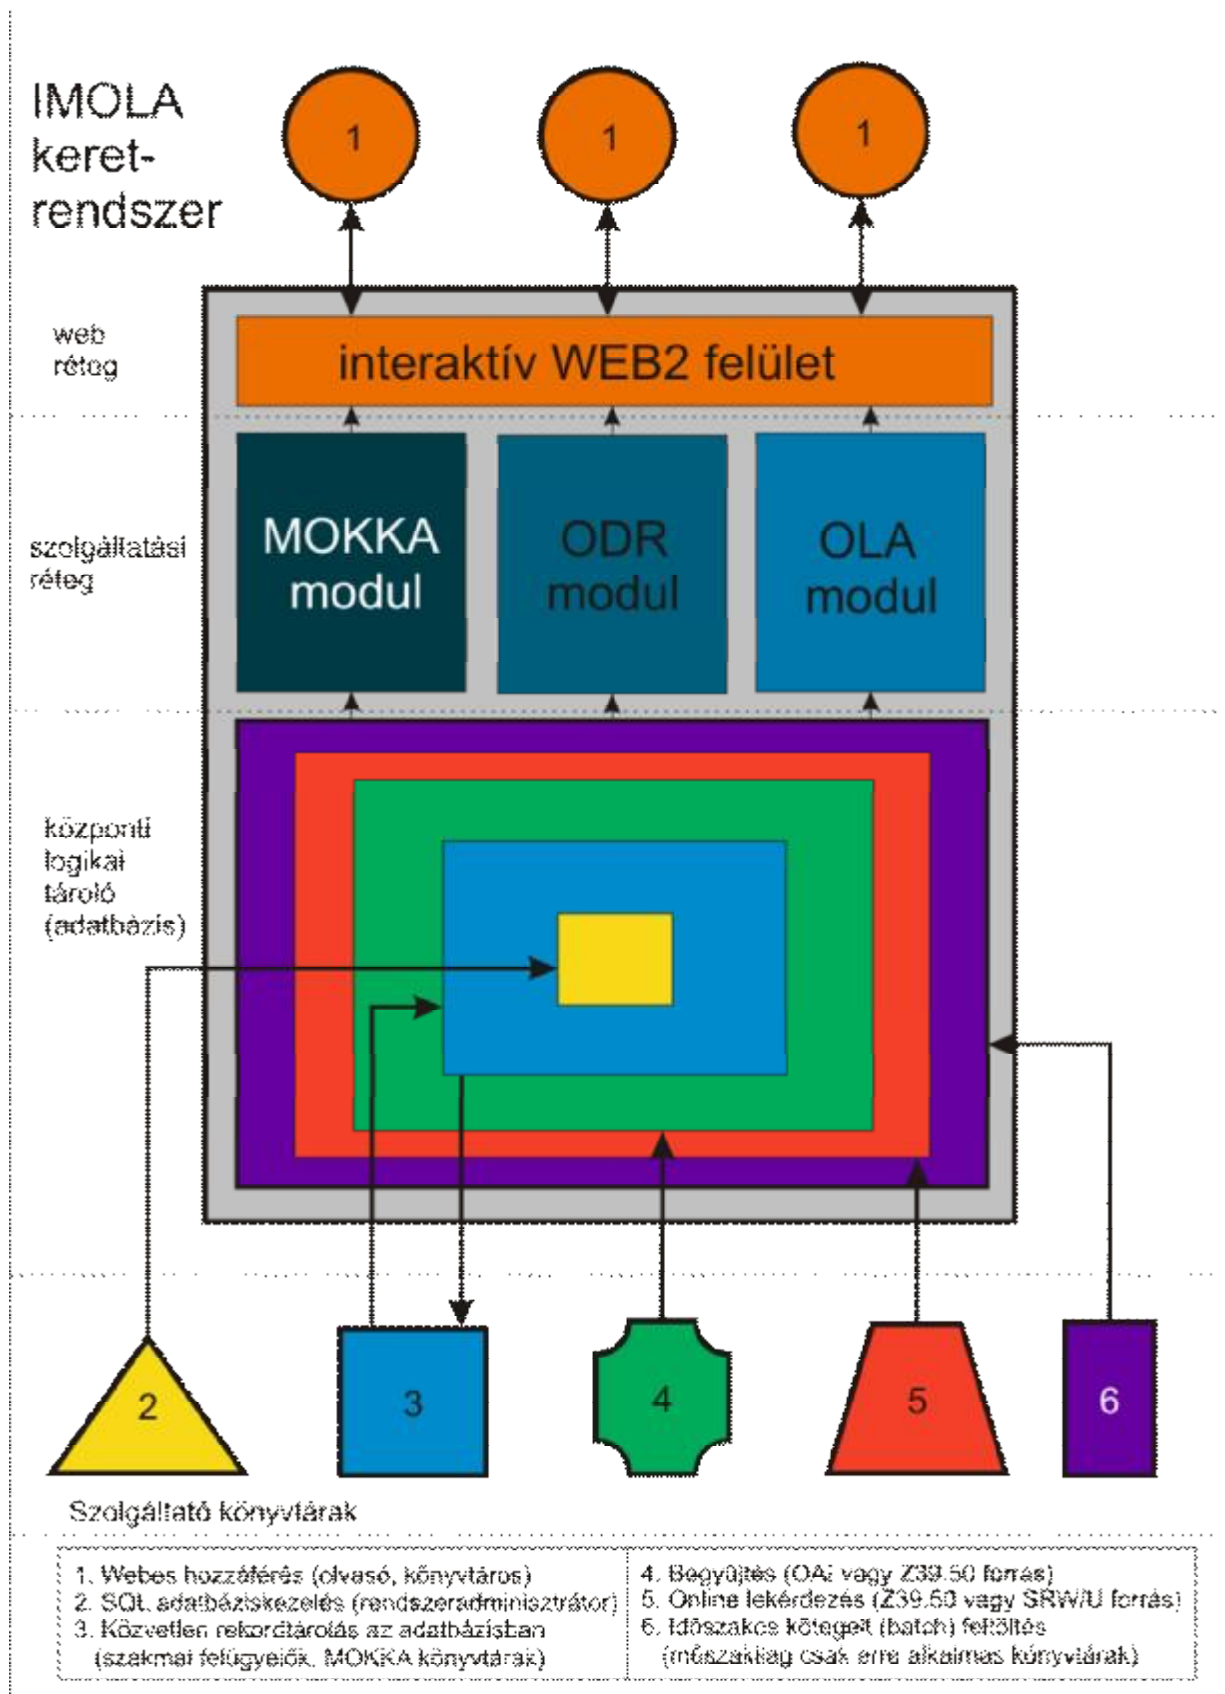 IMOLA
keret-
rendszer
1
1
1
web
réteg
interaktív WEB2 felület
szolgáltatási
réteg
MOKKA
modul
ODR
modul
OLA
modul
központi
logikai
tároló
(adatbázis)
2
3
4
5
6
Szolgáltató könyvtárak
1. Webes hozzáférés (olvasó, könyvtáros)
2. SQL adatbáziskezelés (rendszeradminisztrátor)
3. Közvetlen rekordtárolás az adatbázisban
(szakmai felügyelők, MOKKA könyvtárak)
4. Begyűjtés (OAI vagy Z39.50 forrás)
5. Online lekérdezés (Z39.50 vagy SRW/U forrás)
6. Időszakos kötegelt (batch) feltöltés
(műszakilag csak erre alkalmas könyvtárak)